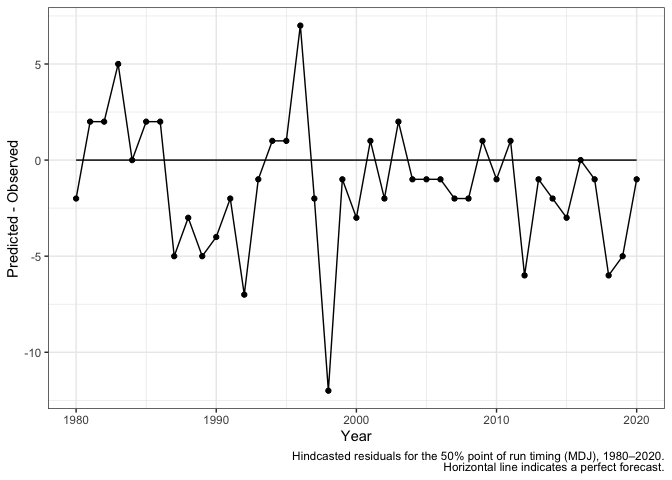 5
0
-5
-10
Predicted - Observed
1980
1990
2000
2010
2020
Year
Hindcasted residuals for the 50% point of run timing (MDJ), 1980–2020.
Horizontal line indicates a perfect forecast.